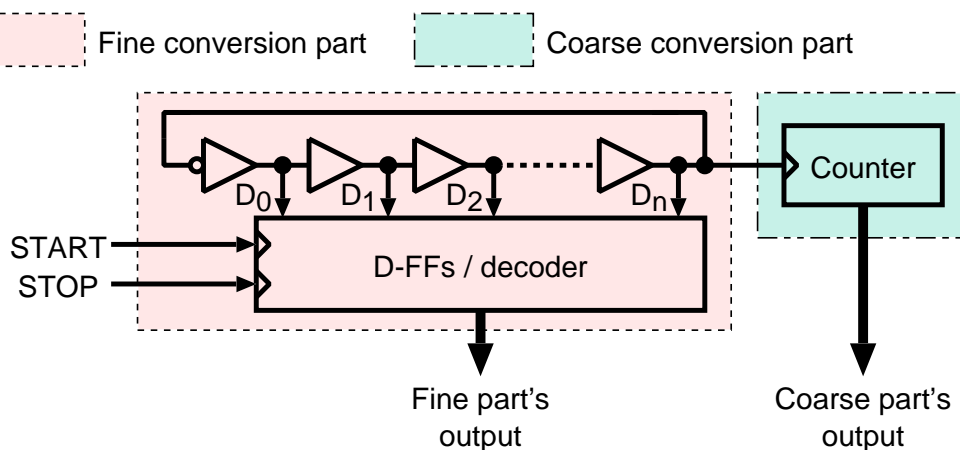 Fine conversion part
Coarse conversion part
D0 D1 D2 Dn
Counter
START
STOP
D-FFs / decoder
Fine part's
output
Coarse part's
output